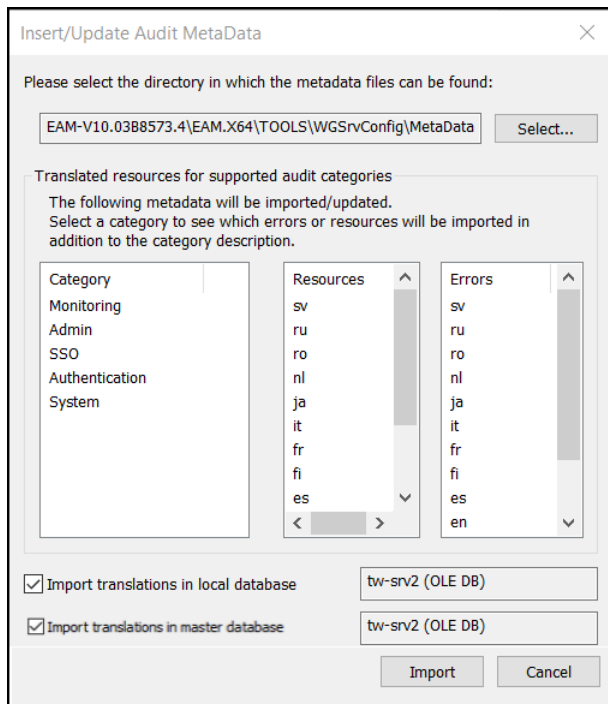 Insert/Update Audit MetaData
Please select the directory in which the metadata files can be found:
EAM-V10.03B8573.4\EAM.X64\TOOLS\WGSrvConfig\MetaData
Select...
Translated resources for supported audit categories
The following metadata will be imported/updated.
Select a category to see which errors or resources will be imported in
addition to the category description.
Category
Monitoring
Admin
SSO
Authentication
System
Resources
sv
ru
ro
nl
ja
it
fr
fi
es
Errors
sv
ru
ro
nl
ja
it
fr
fi
es
en
Import translations in local database
tw-srv2 (OLE DB)
Import translations in master database
tw-srv2 (OLE DB)
Import
Cancel